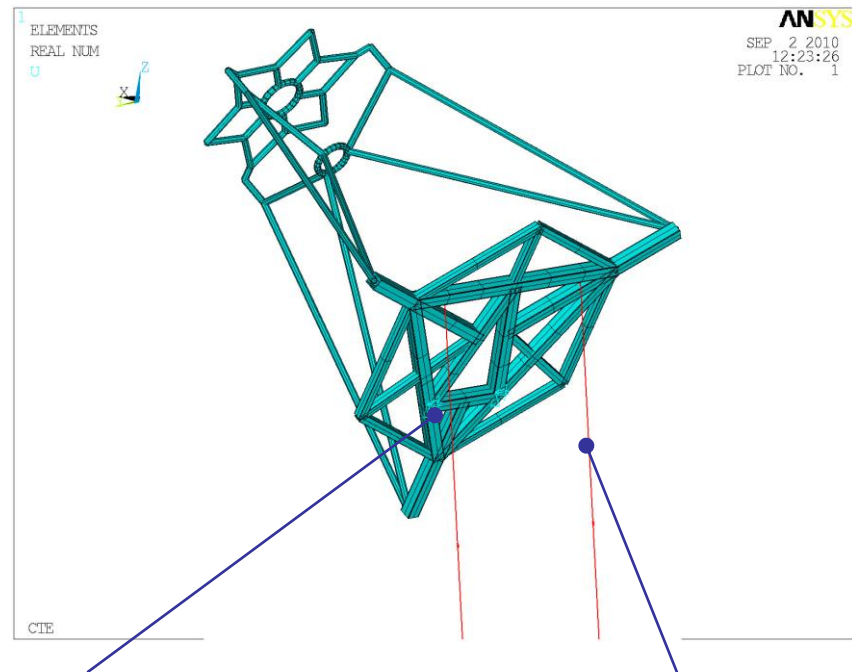 1
ELEMENTS
REAL NUM
U
X
Z
ANSYS
SEP 2 2010
12:23:26
PLOT NO. 1
CTE